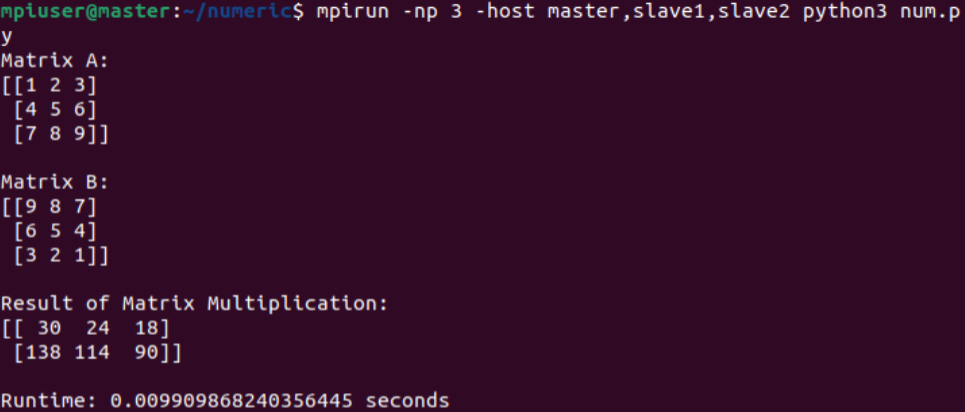 mpiuser@master:~/numeric$ mpirun -np 3 -host master,slave1,slave2 python3 num.p
y
Matrix A:
[[1 2 3]
 [4 5 6]
 [7 8 9]]

Matrix B:
[[9 8 7]
 [6 5 4]
 [3 2 1]]

Result of Matrix Multiplication:
[[ 30  24  18]
 [138 114  90]]

Runtime: 0.009909868240356445 seconds